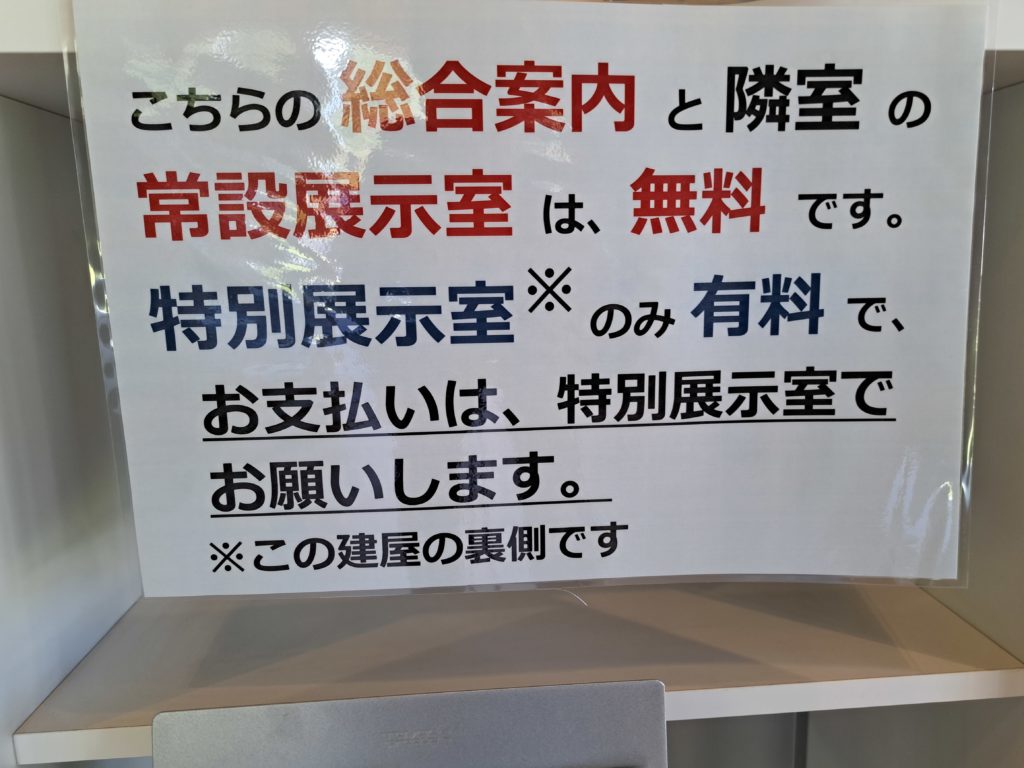 こちらの 総合案内 と 隣室 の
常設展示室 は、無料 です。
特別展示室※ のみ 有料 で、
お支払いは、特別展示室で
お願いします。
※この建屋の裏側です